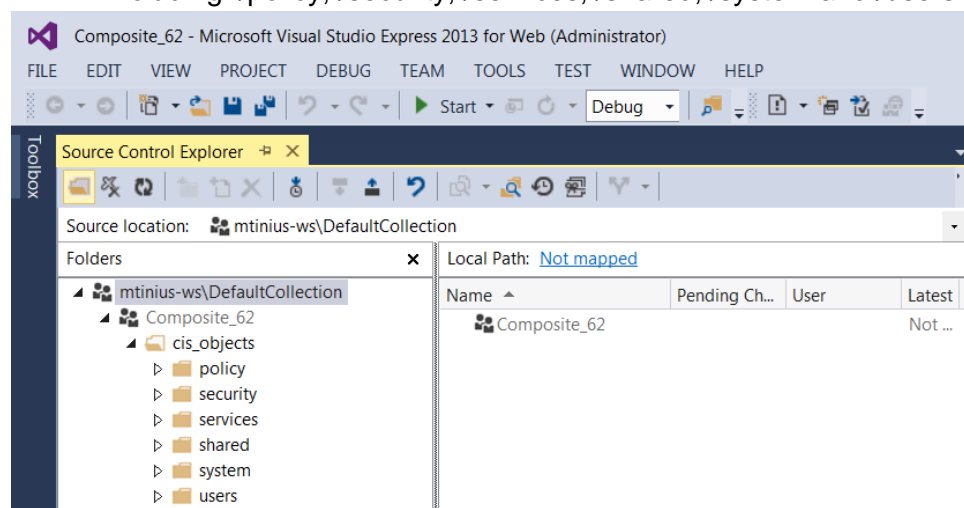 Composite_62 - Microsoft Visual Studio Express 2013 for Web (Administrator)
FILE EDIT VIEW PROJECT DEBUG TEAM TOOLS TEST WINDOW HELP
Start Debug
Toolbox
Source Control Explorer
Source location: mtinius-ws\DefaultCollection
Folders Local Path: Not mapped
mtinius-ws\DefaultCollection Name Pending Ch... User Latest
Composite_62 Composite_62 Not ...
cis_objects
policy
security
services
shared
system
users